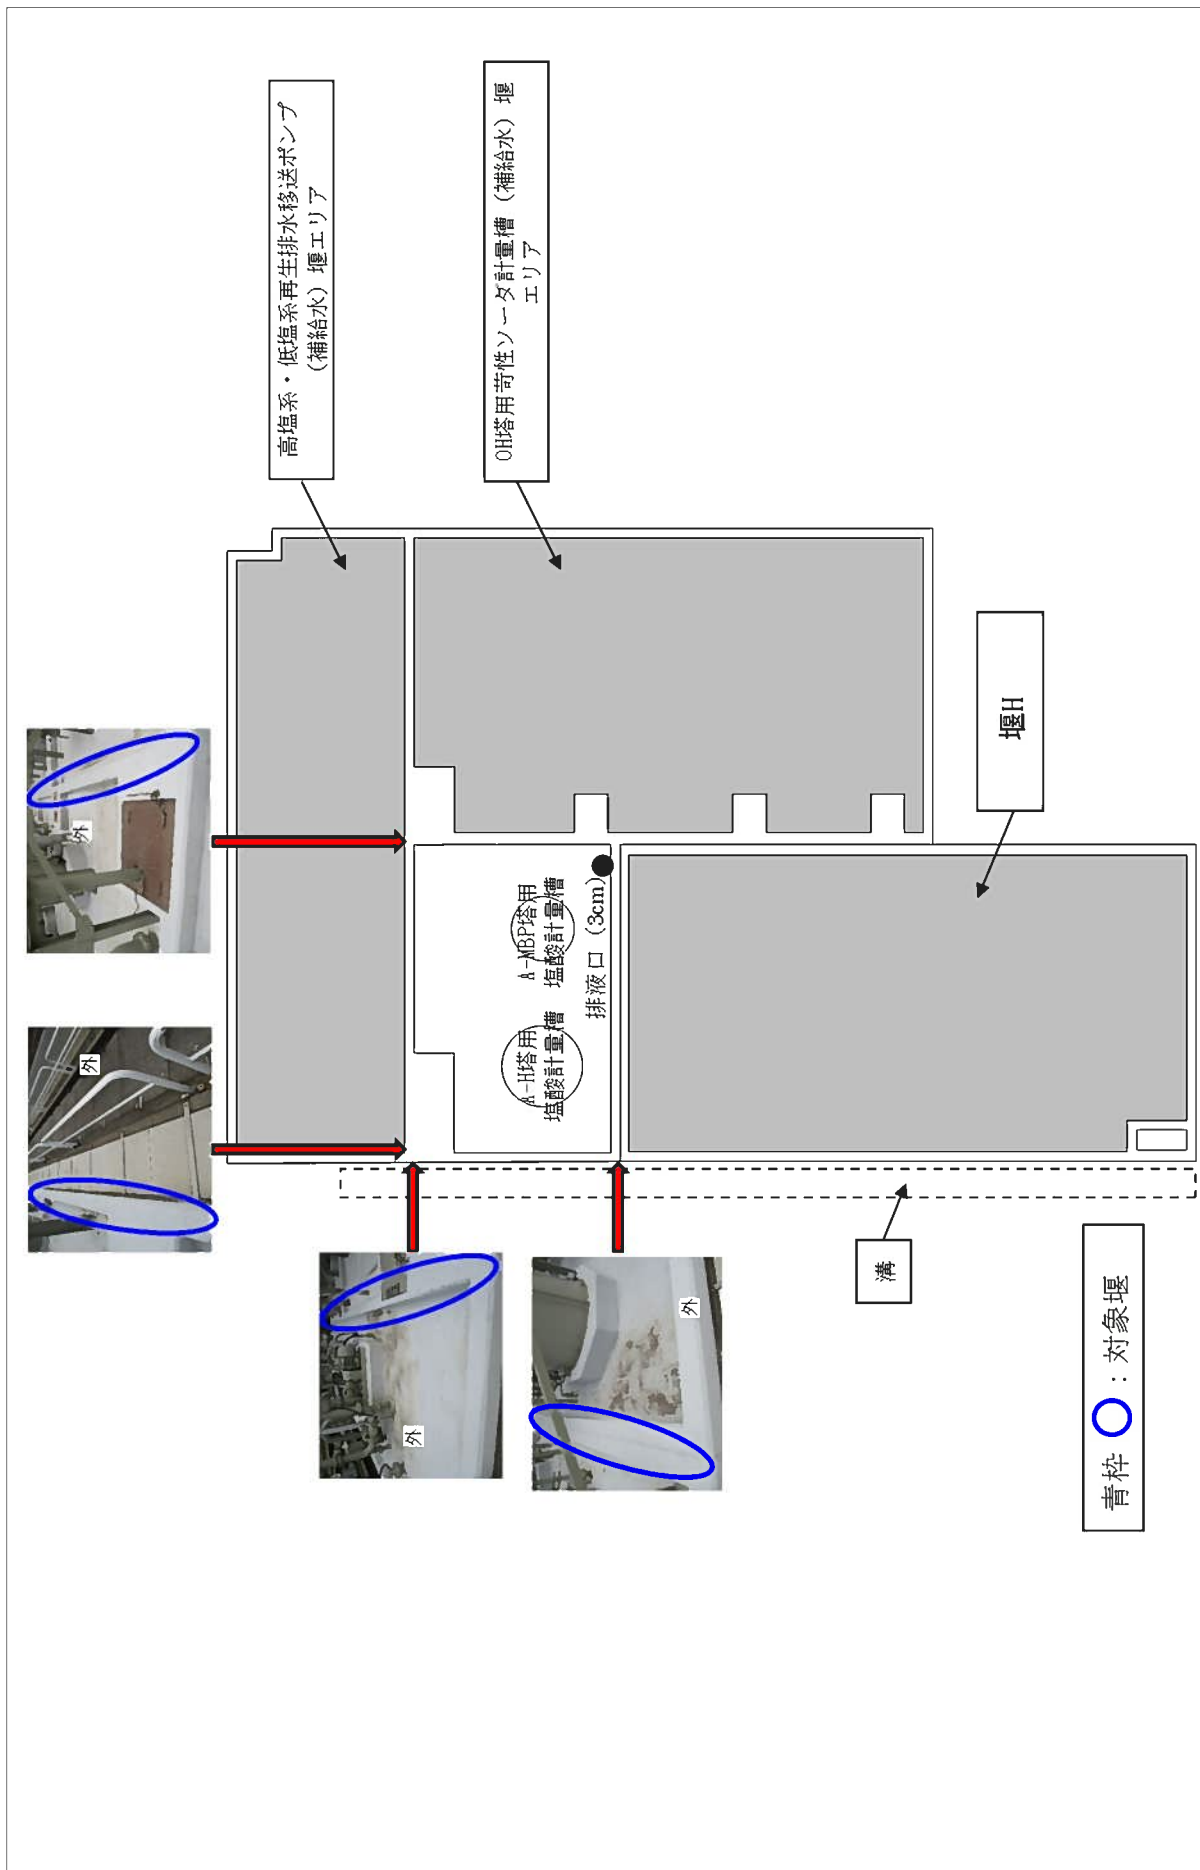 高塩系・低塩系再生排水移送ポンプ
（補給水）堰エリア
OH塔用苛性ソーダ計量槽（補給水）堰
エリア
外
外
A-H塔用
塩酸計量槽
A-MBP塔用
塩酸計量槽
排液口（3cm）
堰H
外
外
溝
青枠 ：対象堰